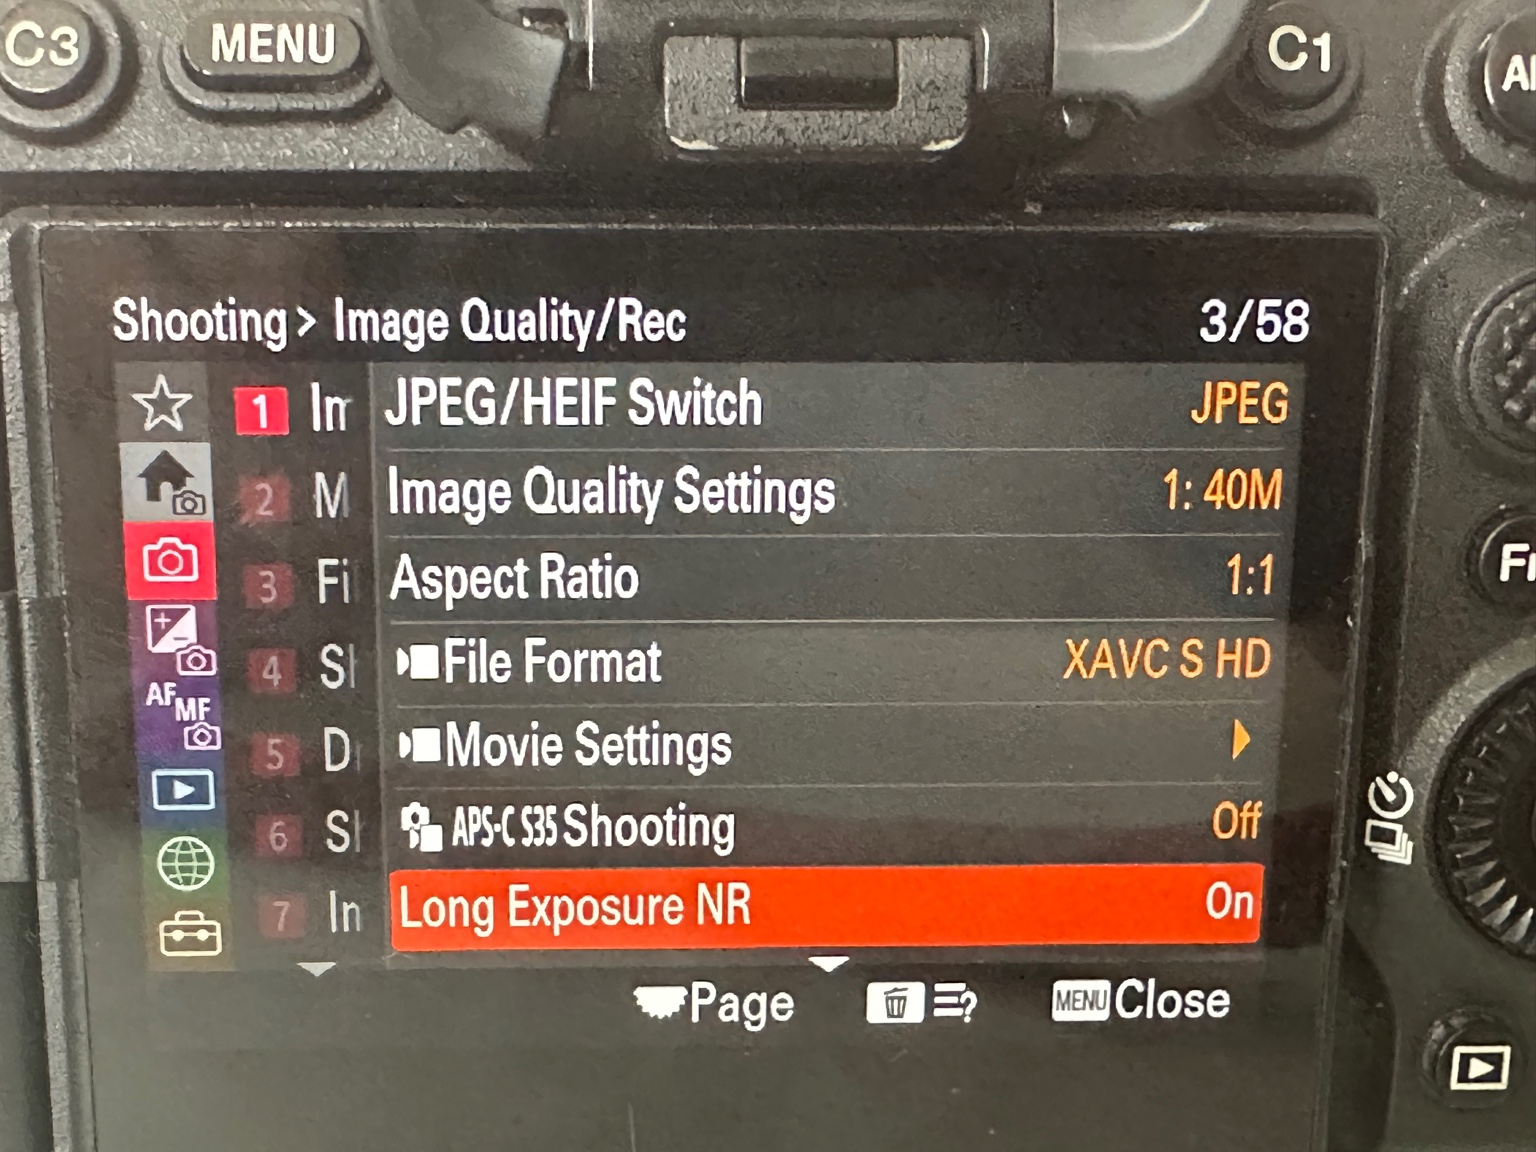 C3
MENU
C1
Shooting> Image Quality/Rec
3/58
1
JPEG/HEIF Switch
JPEG
2
Image Quality Settings
1: 40M
3
Aspect Ratio
1:1
4
File Format
XAVC S HD
AF
MF
5
Movie Settings
6
APS-C S35 Shooting
Off
7
Long Exposure NR
On
Page
?
MENU Close